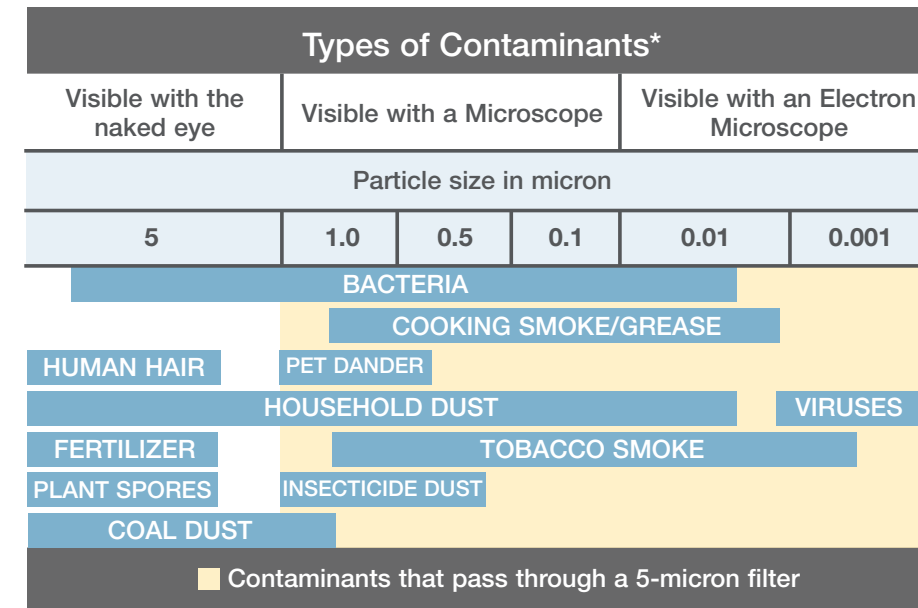 Types of Contaminants*
Visible with the
naked eye
Visible with a Microscope
Visible with an Electron
Microscope
Particle size in micron
5 1.0 0.5 0.1 0.01 0.001
BACTERIA
COOKING SMOKE/GREASE
HUMAN HAIR PET DANDER
HOUSEHOLD DUST VIRUSES
FERTILIZER TOBACCO SMOKE
PLANT SPORES INSECTICIDE DUST
COAL DUST
Contaminants that pass through a 5-micron filter